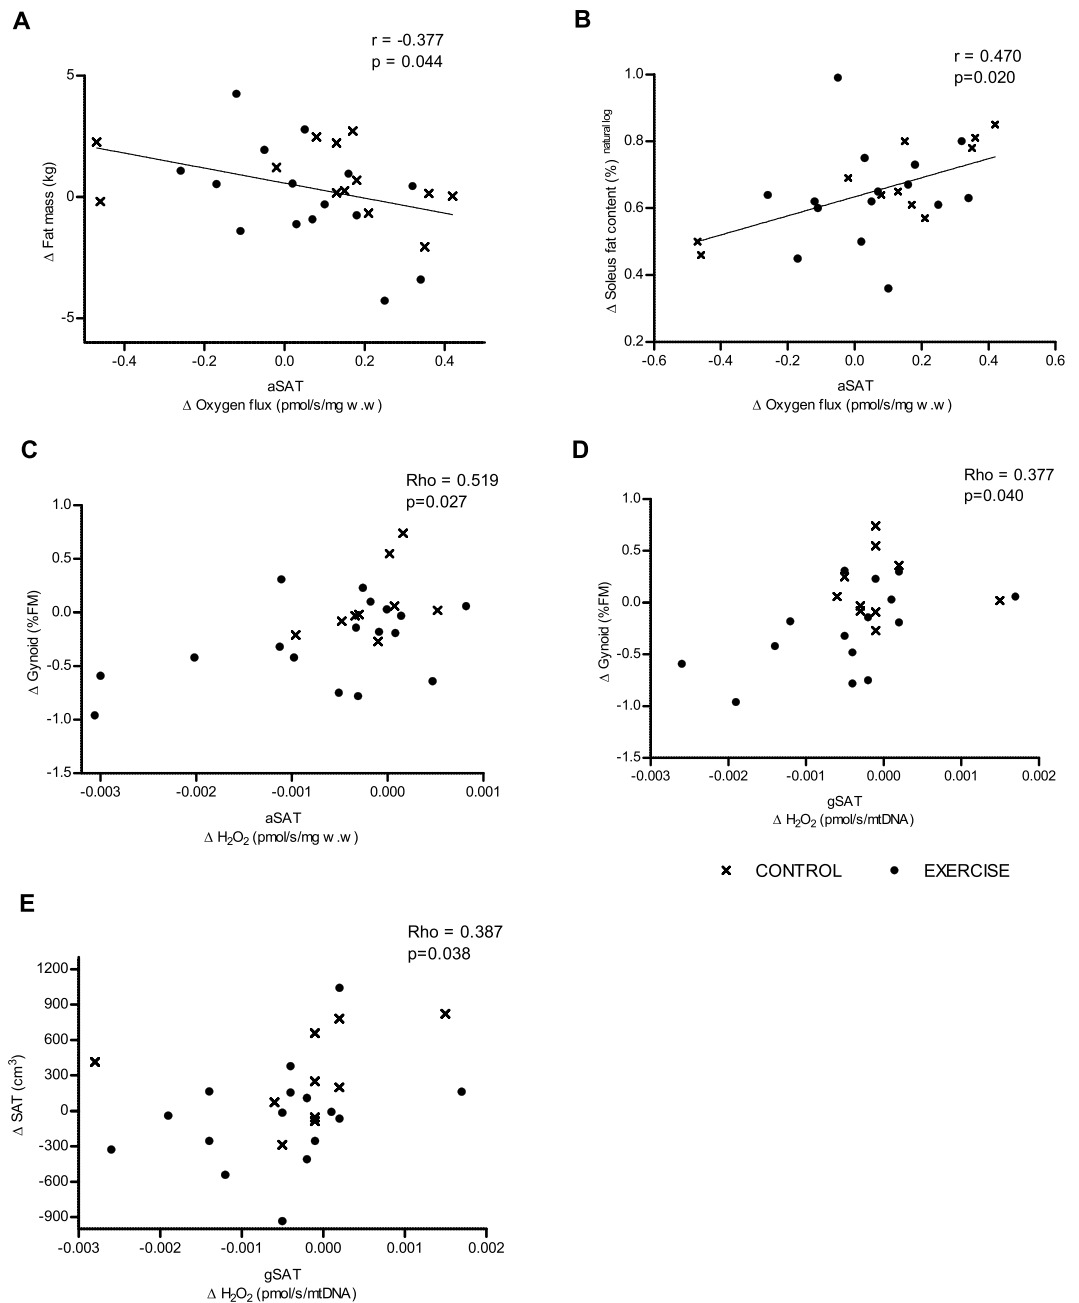 A
r = -0.377
p = 0.044
5
0
-5
Δ Fat mass (kg)
-0.4
-0.2
0.0
0.2
0.4
aSAT
Δ Oxygen flux (pmol/s/mg w .w )
B
r = 0.470
p=0.020
1.0
0.8
0.6
0.4
0.2
Δ Soleus fat content (%) natural log
-0.6
-0.4
-0.2
0.0
0.2
0.4
0.6
aSAT
Δ Oxygen flux (pmol/s/mg w .w )
C
Rho = 0.519
p=0.027
1.0
0.5
0.0
-0.5
-1.0
-1.5
Δ Gynoid (%FM)
-0.003
-0.002
-0.001
0.000
0.001
aSAT
Δ H₂O₂ (pmol/s/mg w .w )
D
Rho = 0.377
p=0.040
1.0
0.5
0.0
-0.5
-1.0
-1.5
Δ Gynoid (%FM)
-0.003
-0.002
-0.001
0.000
0.001
0.002
gSAT
Δ H₂O₂ (pmol/s/mtDNA)
CONTROL
EXERCISE
E
Rho = 0.387
p=0.038
1200
900
600
300
0
-300
-600
-900
Δ SAT (cm³)
-0.003
-0.002
-0.001
0.000
0.001
0.002
gSAT
Δ H₂O₂ (pmol/s/mtDNA)